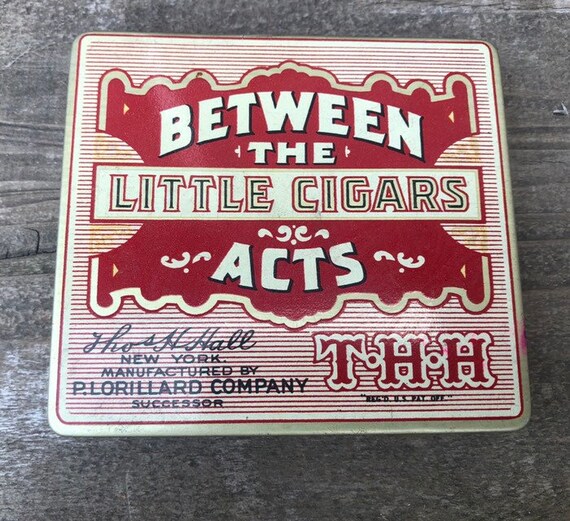 BETWEEN
THE
LITTLE CIGARS
ACTS
Thos H Hall
NEW YORK.
MANUFACTURED BY
P. LORILLARD COMPANY
SUCCESSOR
T·H·H
"REG'D. U.S. PAT. OFF."